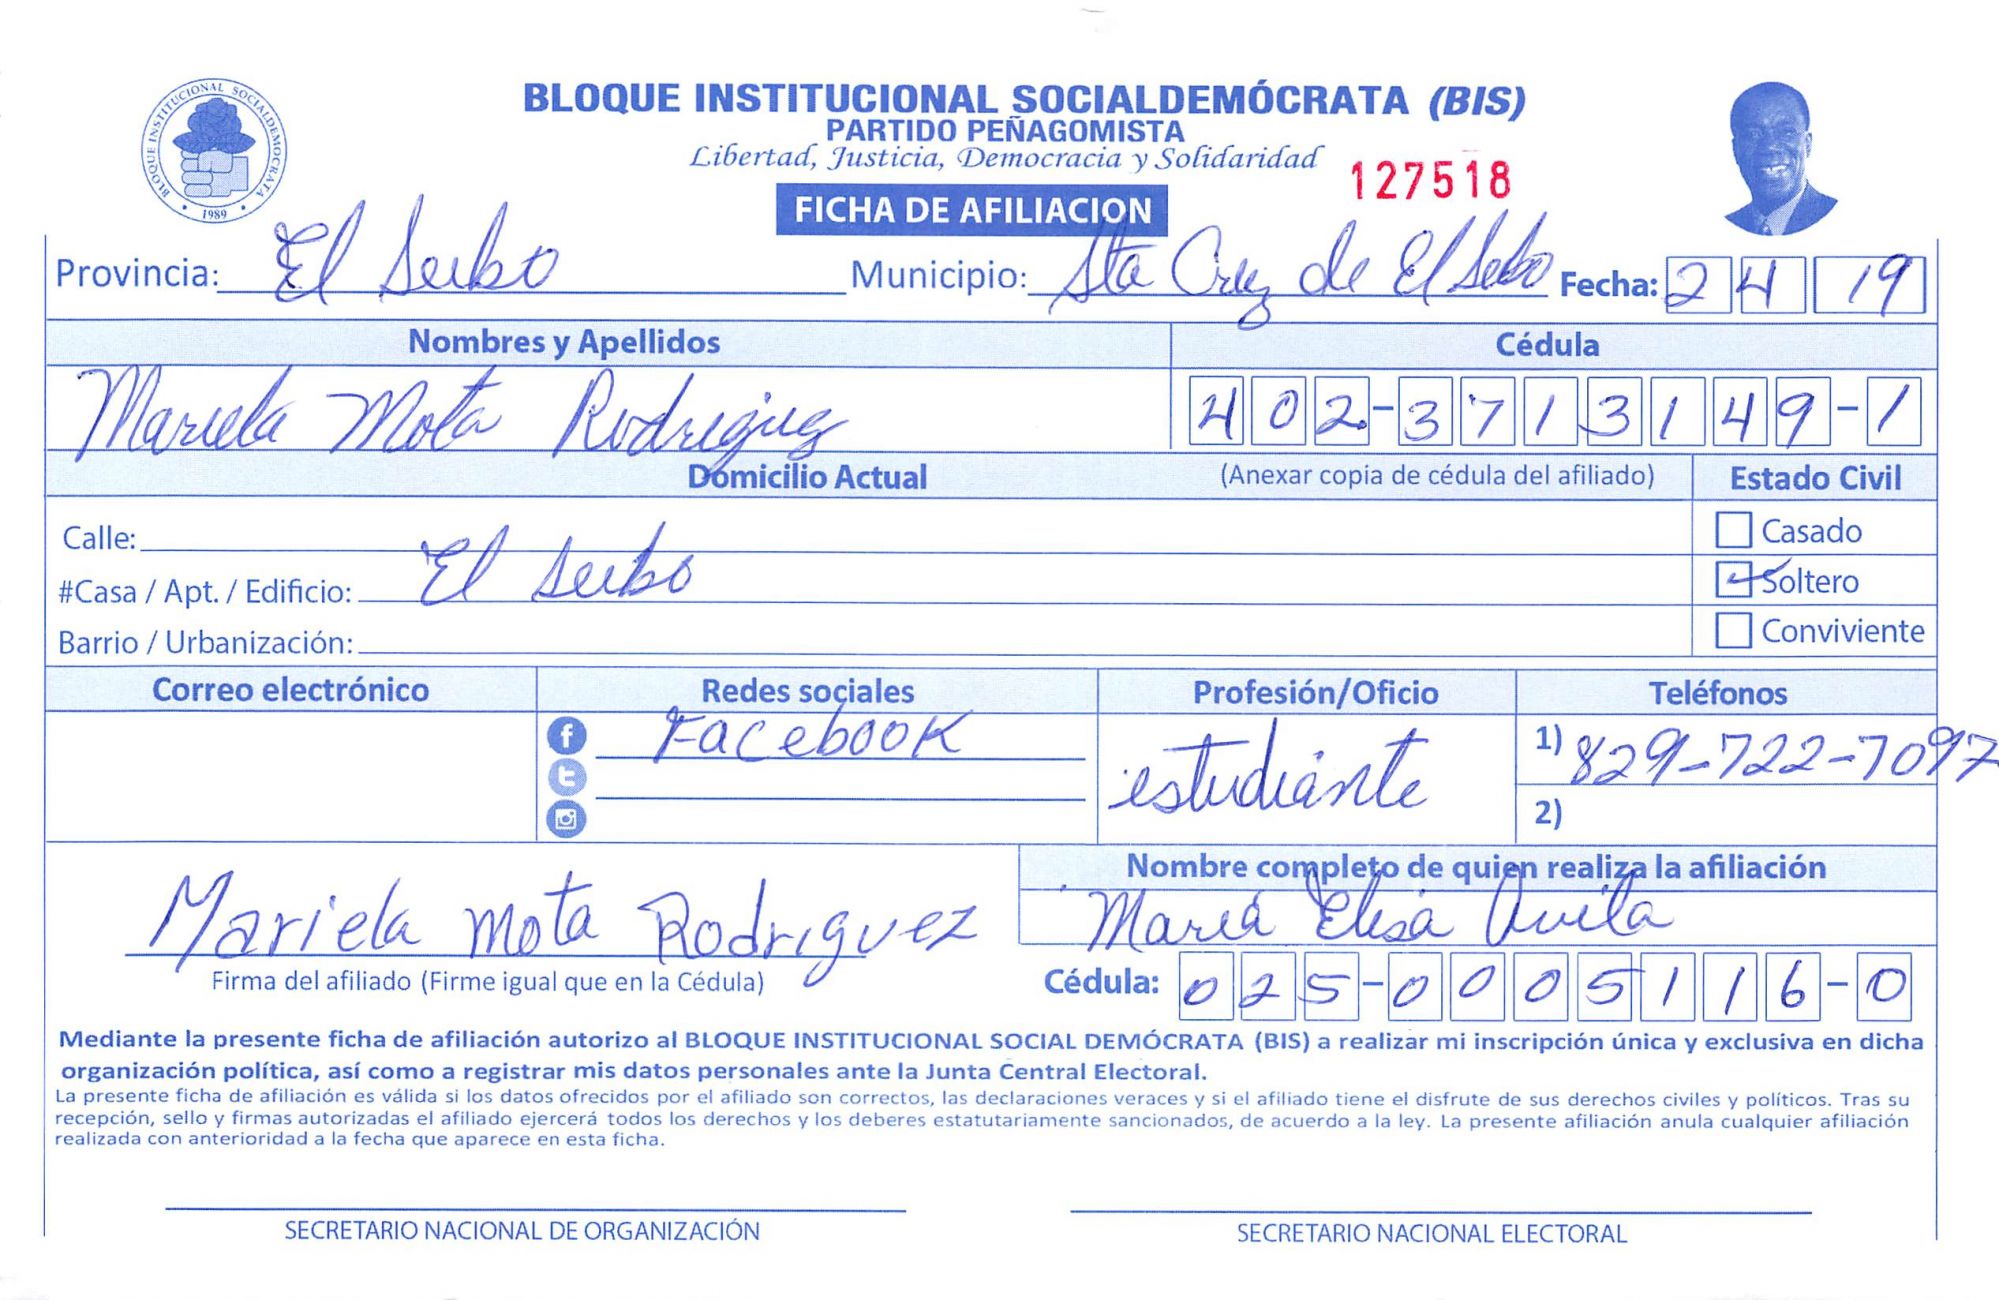 BLOQUE INSTITUCIONAL SOCIALDEMOCRATA
1989
BLOQUE INSTITUCIONAL SOCIALDEMÓCRATA (BIS)
PARTIDO PEÑAGOMISTA
Libertad, Justicia, Democracia y Solidaridad
127518
FICHA DE AFILIACION
Provincia: El Seibo Municipio: Sta Cruz de El Sebo Fecha: 2 4 19
Nombres y Apellidos Cédula
Mariela Mota Rodriguez 402-3713149-1
Domicilio Actual (Anexar copia de cédula del afiliado) Estado Civil
Calle: Casado
#Casa / Apt. / Edificio: El Seibo Soltero
Barrio / Urbanización: Conviviente
Correo electrónico Redes sociales Profesión/Oficio Teléfonos
Facebook estudiante 1) 829-722-7097
2)
Nombre completo de quien realiza la afiliación
Mariela Mota Rodriguez Maria Elisa Avila
Firma del afiliado (Firme igual que en la Cédula) Cédula: 025-0005116-0
Mediante la presente ficha de afiliación autorizo al BLOQUE INSTITUCIONAL SOCIAL DEMÓCRATA (BIS) a realizar mi inscripción única y exclusiva en dicha
organización política, así como a registrar mis datos personales ante la Junta Central Electoral.
La presente ficha de afiliación es válida si los datos ofrecidos por el afiliado son correctos, las declaraciones veraces y si el afiliado tiene el disfrute de sus derechos civiles y políticos. Tras su
recepción, sello y firmas autorizadas el afiliado ejercerá todos los derechos y los deberes estatutariamente sancionados, de acuerdo a la ley. La presente afiliación anula cualquier afiliación
realizada con anterioridad a la fecha que aparece en esta ficha.
SECRETARIO NACIONAL DE ORGANIZACIÓN SECRETARIO NACIONAL ELECTORAL